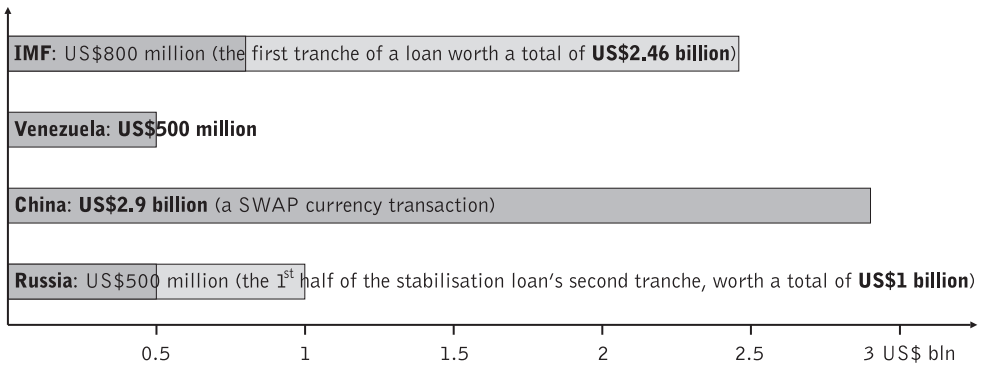 IMF: US$800 million (the first tranche of a loan worth a total of US$2.46 billion)
Venezuela: US$500 million
China: US$2.9 billion (a SWAP currency transaction)
Russia: US$500 million (the 1st half of the stabilisation loan's second tranche, worth a total of US$1 billion)
0.5 1 1.5 2 2.5 3 US$ bln